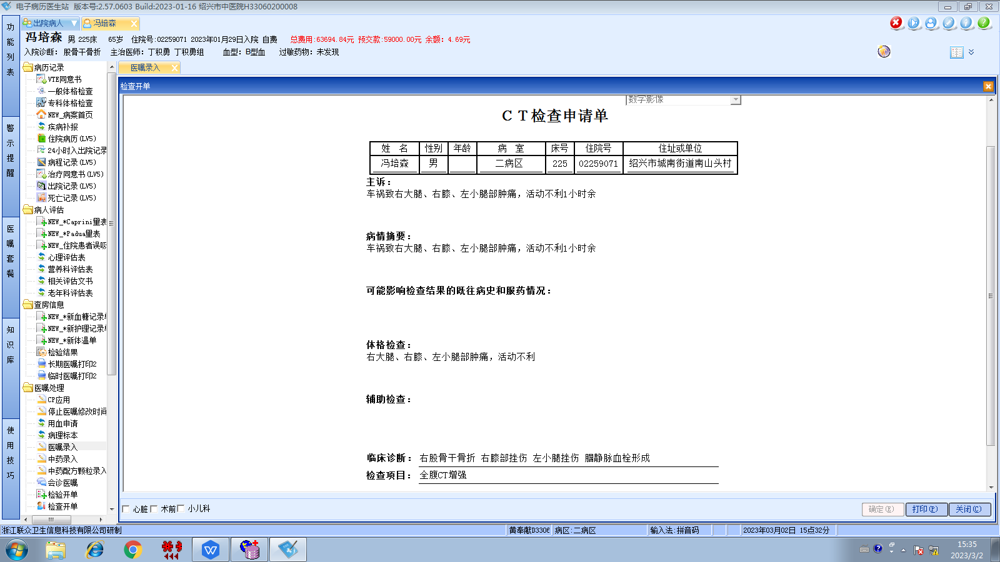 电子病历医生站 版本号:2.57.0603 Build:2023-01-16 绍兴市中医院H33060200008
出院病人
冯培森
冯培森 男 225床 65岁 住院号:02259071 2023年01月29日入院 自费 总费用:63694.84元 预交款:59000.00元 余额: 4.69元
入院诊断: 股骨干骨折 主治医师: 丁积勇 丁积勇组 血型: B型血 过敏药物: 未发现
功能列表
警示提醒
医嘱套餐
知识库
使用技巧
病历记录
VTE同意书
一般体格检查
专科体格检查
NEW_病案首页
疾病补报
住院病历(LV5)
24小时入出院记录
病程记录(LV5)
治疗同意书(LV5)
出院记录(LV5)
死亡记录(LV5)
病人评估
NEW_*Caprini量表
NEW_*Padua量表
NEW_住院患者误吸
心理评估表
营养科评估表
相关评估文书
老年科评估表
查房信息
NEW_*新血糖记录单
NEW_*新护理记录单
NEW_*新体温单
检验结果
长期医嘱打印2
临时医嘱打印2
医嘱处理
CP应用
停止医嘱修改时间
用血申请
病理标本
医嘱录入
中药录入
中药配方颗粒录入
会诊医嘱
检验开单
检查开单
医嘱录入
检查开单
数字影像
CT检查申请单
姓 名 性别 年龄 病 室 床号 住院号 住址或单位
冯培森 男 二病区 225 02259071 绍兴市城南街道南山头村
主诉:
车祸致右大腿、右膝、左小腿部肿痛，活动不利1小时余
病情摘要:
车祸致右大腿、右膝、左小腿部肿痛，活动不利1小时余
可能影响检查结果的既往病史和服药情况:
体格检查:
右大腿、右膝、左小腿部肿痛，活动不利
辅助检查:
临床诊断: 右股骨干骨折 右膝部挫伤 左小腿挫伤 腘静脉血栓形成
检查项目: 全腹CT增强
心脏 术前 小儿科
确定(E) 打印(P) 关闭(C)
浙江联众卫生信息科技有限公司研制 黄奉献D330E 病区:二病区 输入法:拼音码 2023年03月02日 15点32分
15:35
2023/3/2